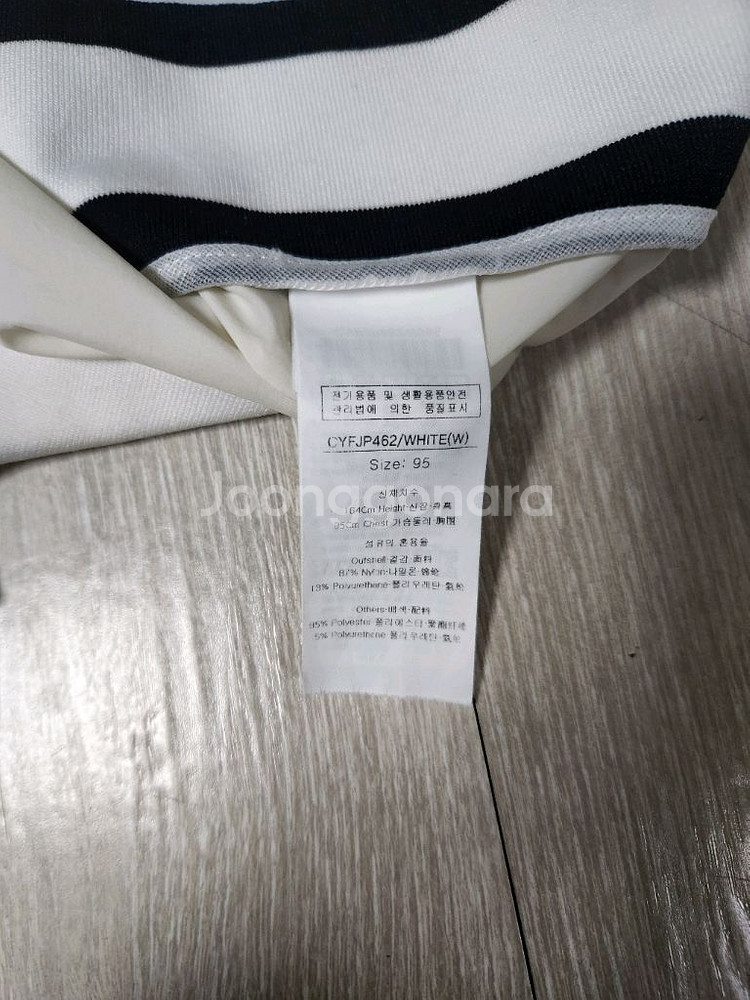 전기용품 및 생활용품안전
관리법에 의한 품질표시
CYFJP462/WHITE(W)
Size: 95
신체치수
164Cm Height·신장·身高
95Cm Chest·가슴둘레·胸围
섬유의 혼용율
Outshell·겉감·面料
87% Nylon·나일론·锦纶
13% Polyurethane·폴리우레탄·氨纶
Others·배색·配料
95% Polyester·폴리에스터·聚酯纤维
5% Polyurethane·폴리우레탄·氨纶
Joonggonara